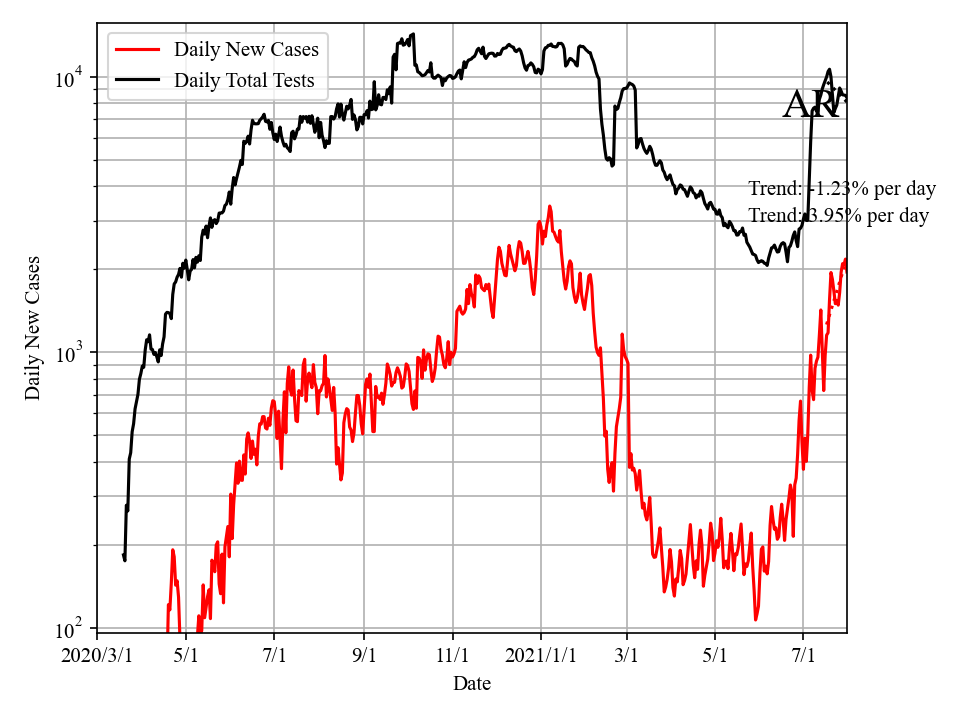 Daily New Cases
Daily Total Tests
AR
Trend: -1.23% per day
Trend: 3.95% per day
10^4
10^3
10^2
Daily New Cases
2020/3/1 5/1 7/1 9/1 11/1 2021/1/1 3/1 5/1 7/1
Date